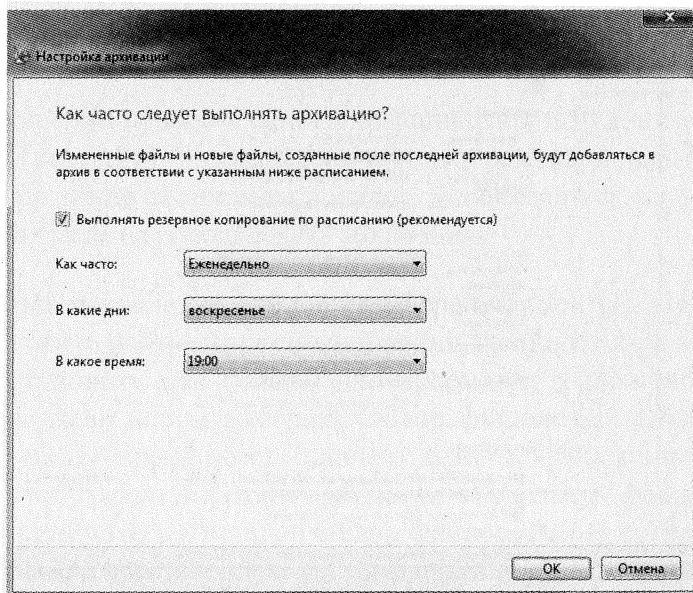 Настройка архивации
Как часто следует выполнять архивацию?
Измененные файлы и новые файлы, созданные после последней архивации, будут добавляться в
архив в соответствии с указанным ниже расписанием.
Выполнять резервное копирование по расписанию (рекомендуется)
Как часто: Еженедельно
В какие дни: воскресенье
В какое время: 19:00
ОК Отмена